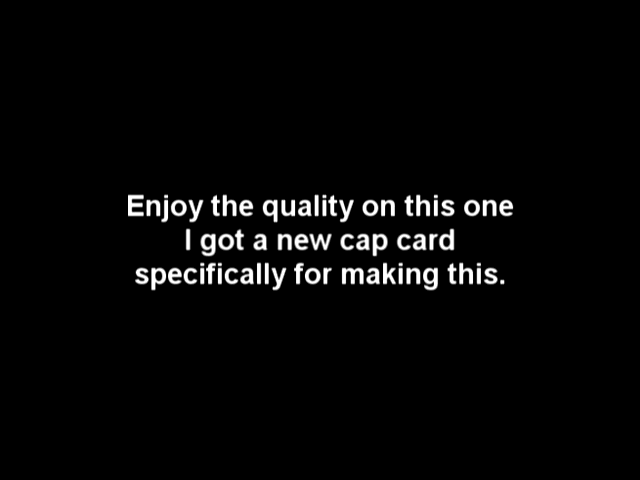 Enjoy the quality on this one
I got a new cap card
specifically for making this.